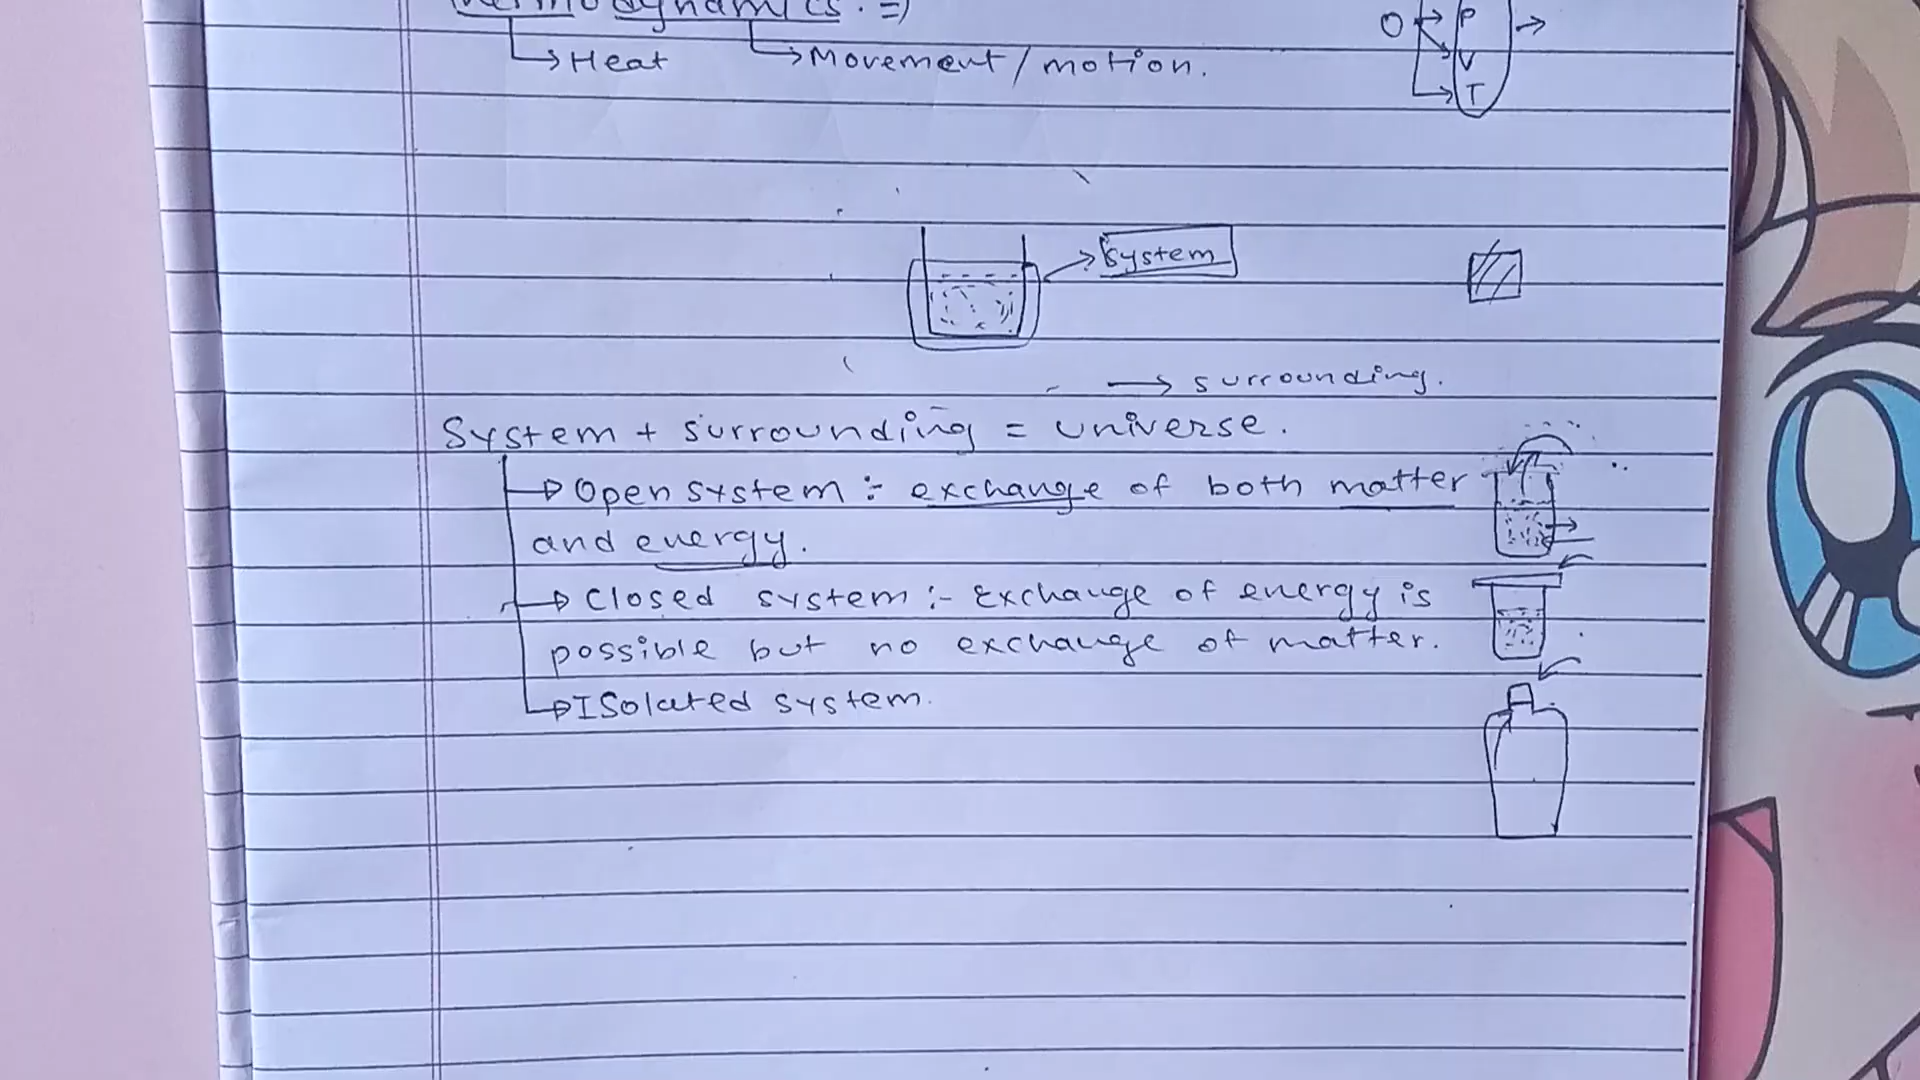 Thermodynamics. =)
O → P →
→ Heat → Movement / motion.
V
T
→ System
→ surrounding.
System + surrounding = universe.
→ Open system :- exchange of both matter
and energy.
→ Closed system :- Exchange of energy is
possible but no exchange of matter.
→ ISolated system.